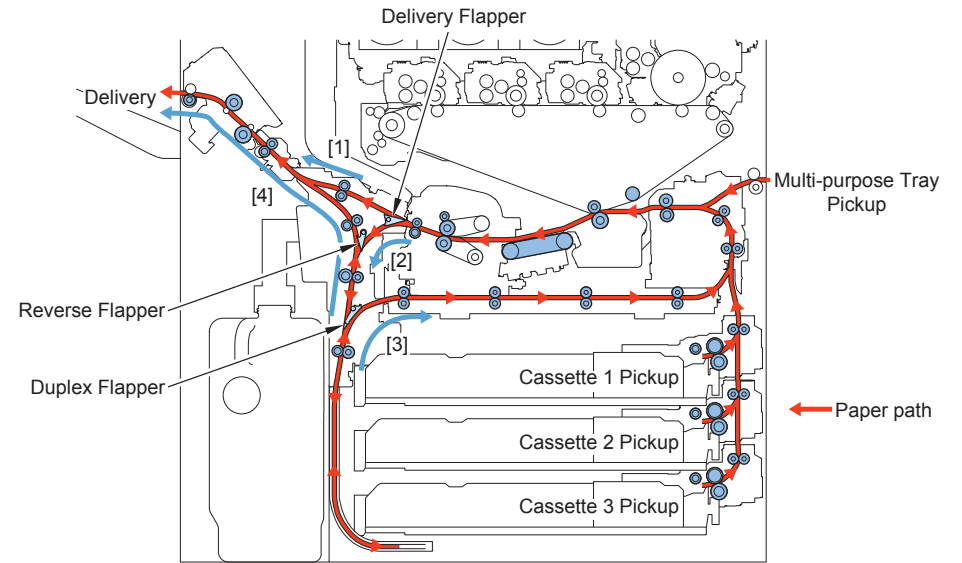 Delivery Flapper
Delivery
[1]
[4]
Multi-purpose Tray
Pickup
[2]
Reverse Flapper
[3]
Duplex Flapper
Cassette 1 Pickup
Paper path
Cassette 2 Pickup
Cassette 3 Pickup